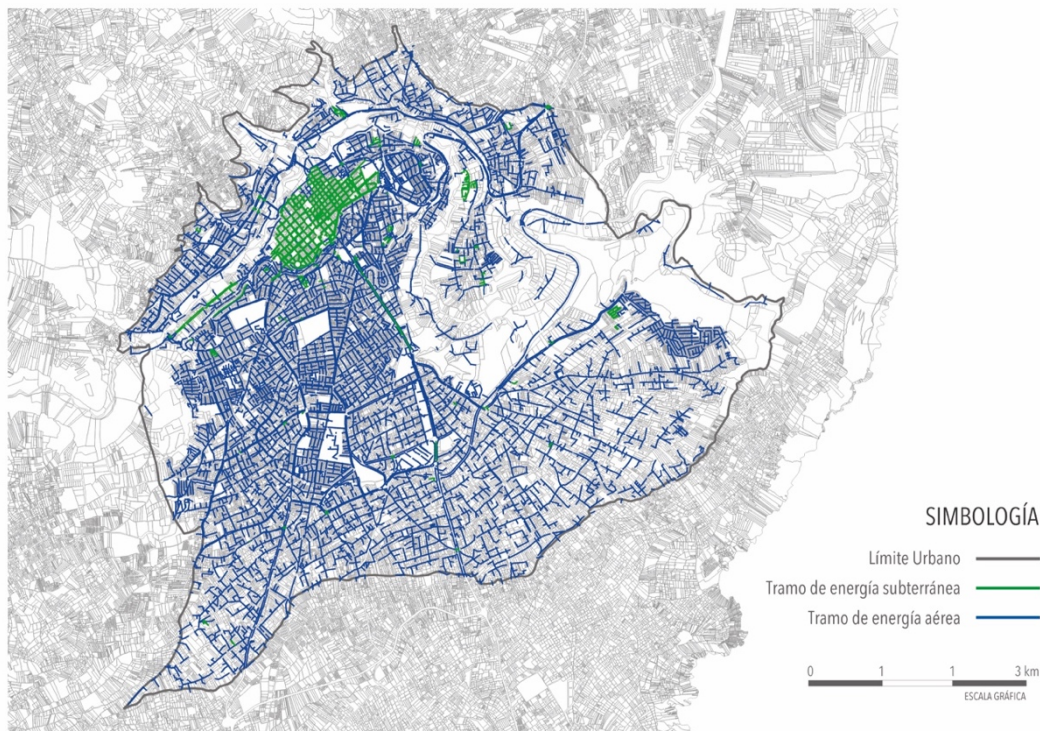 SIMBOLOGÍA
Límite Urbano
Tramo de energía subterránea
Tramo de energía aérea
0 1 1 3 km
ESCALA GRÁFICA